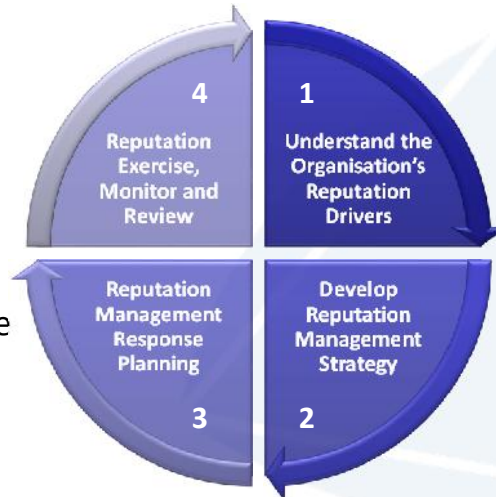 4
Reputation
Exercise,
Monitor and
Review
1
Understand the
Organisation's
Reputation
Drivers
e
Reputation
Management
Response
Planning
3
Develop
Reputation
Management
Strategy
2